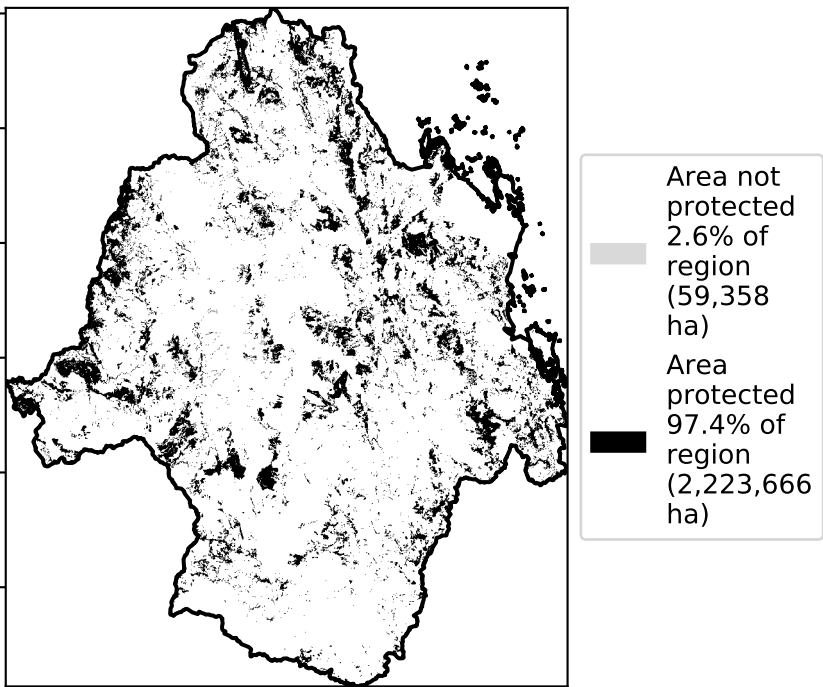 Area not
protected
2.6% of
region
(59,358
ha)
Area
protected
97.4% of
region
(2,223,666
ha)